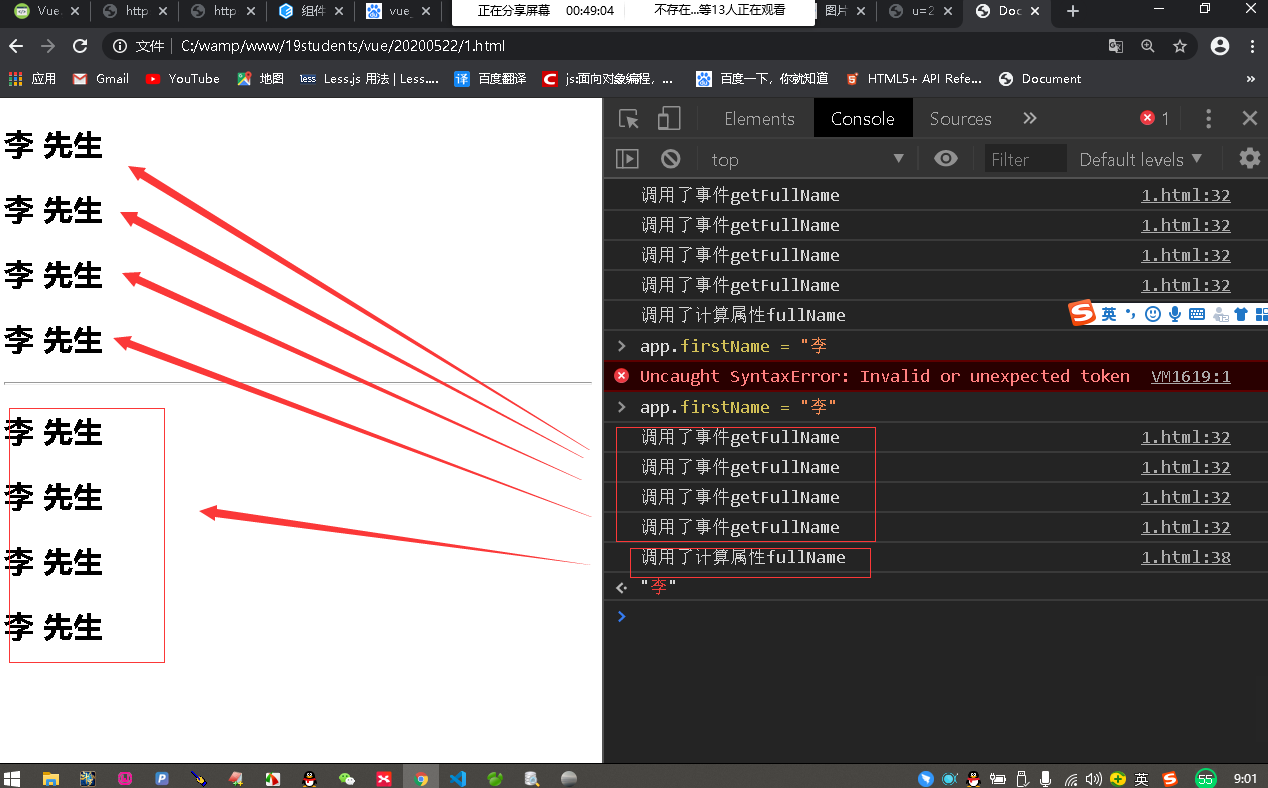 Vue. http http 组件 vue_ 正在分享屏幕 00:49:04 不存在...等13人正在观看 图片 u=2 Doc
文件 C:/wamp/www/19students/vue/20200522/1.html
应用 Gmail YouTube 地图 less Less.js 用法 | Less.... 译 百度翻译 C js:面向对象编程，... 百度一下，你就知道 HTML5+ API Refe... Document »
李 先生
李 先生
李 先生
李 先生
李 先生
李 先生
李 先生
李 先生
Elements Console Sources » 1
top Filter Default levels
调用了事件getFullName 1.html:32
调用了事件getFullName 1.html:32
调用了事件getFullName 1.html:32
调用了事件getFullName 1.html:32
调用了计算属性fullName
英
app.firstName = "李
Uncaught SyntaxError: Invalid or unexpected token VM1619:1
app.firstName = "李"
调用了事件getFullName 1.html:32
调用了事件getFullName 1.html:32
调用了事件getFullName 1.html:32
调用了事件getFullName 1.html:32
调用了计算属性fullName 1.html:38
"李"
英 55 9:01